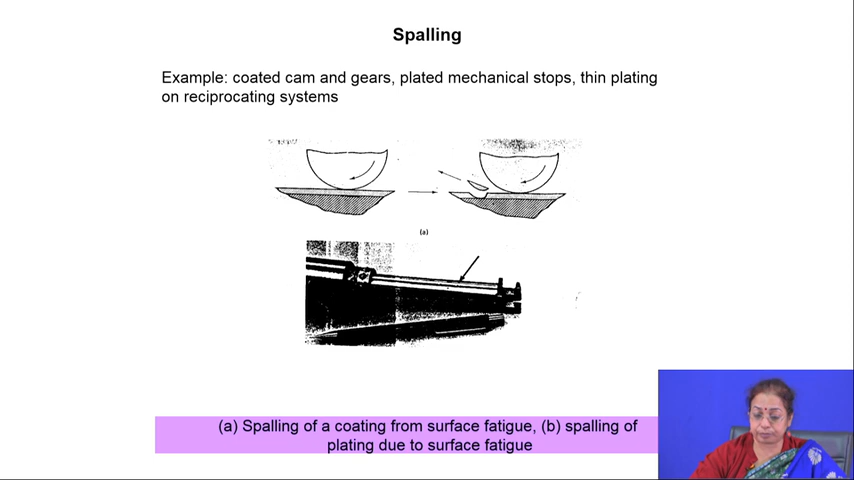 Spalling
Example: coated cam and gears, plated mechanical stops, thin plating
on reciprocating systems
(a)
(a) Spalling of a coating from surface fatigue, (b) spalling of
plating due to surface fatigue